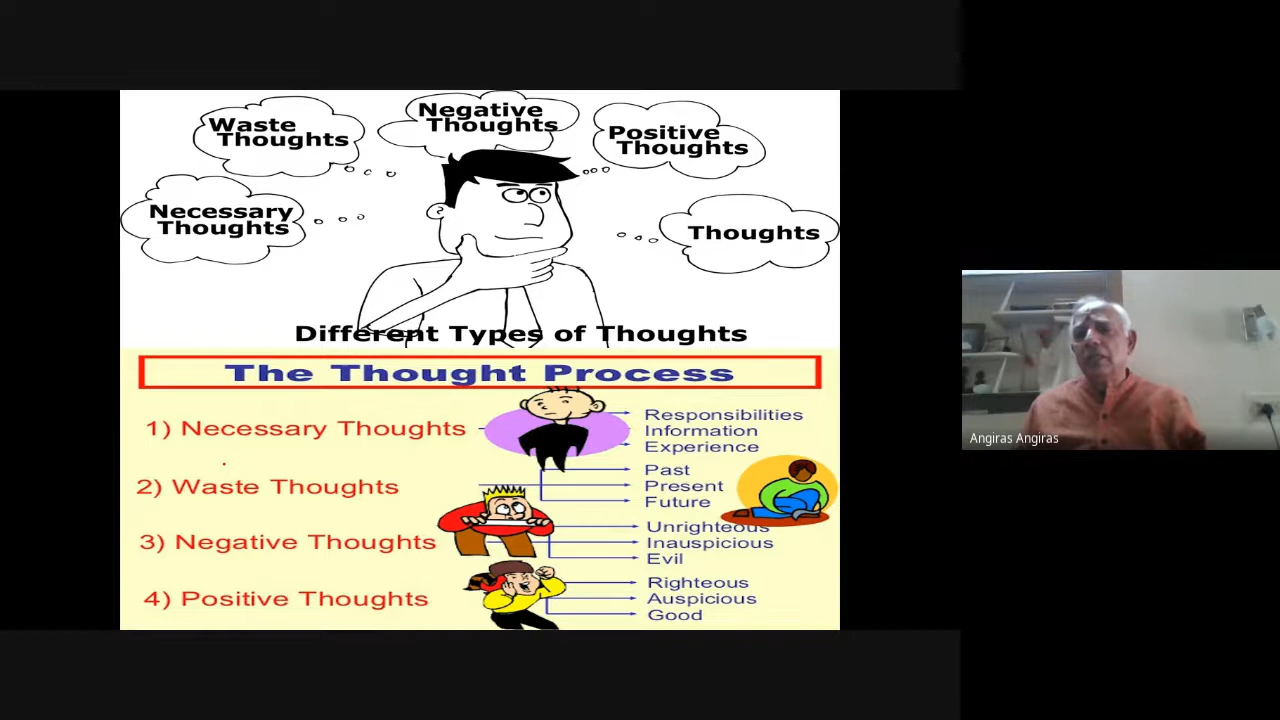 Negative
Thoughts
Waste
Thoughts
Positive
Thoughts
Necessary
Thoughts
Thoughts
Different Types of Thoughts
The Thought Process
1) Necessary Thoughts
Responsibilities
Information
Experience
2) Waste Thoughts
Past
Present
Future
3) Negative Thoughts
Unrighteous
Inauspicious
Evil
4) Positive Thoughts
Righteous
Auspicious
Good
Angiras Angiras